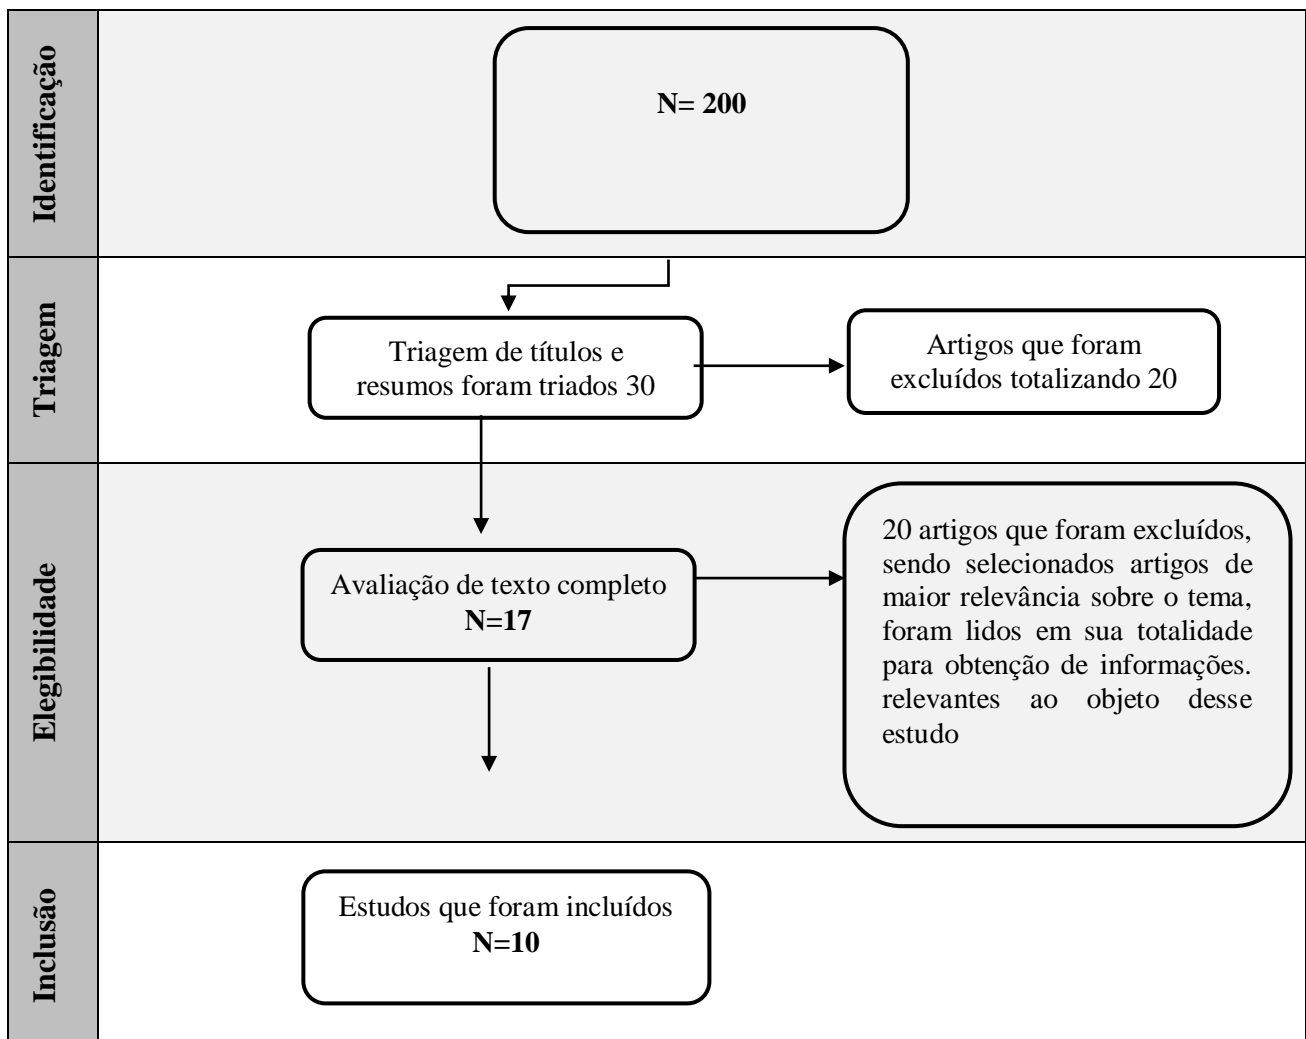 Identificação
N= 200
Triagem
Triagem de títulos e
resumos foram triados 30
Artigos que foram
excluídos totalizando 20
Elegibilidade
Avaliação de texto completo
N=17
20 artigos que foram excluídos,
sendo selecionados artigos de
maior relevância sobre o tema,
foram lidos em sua totalidade
para obtenção de informações.
relevantes ao objeto desse
estudo
Inclusão
Estudos que foram incluídos
N=10